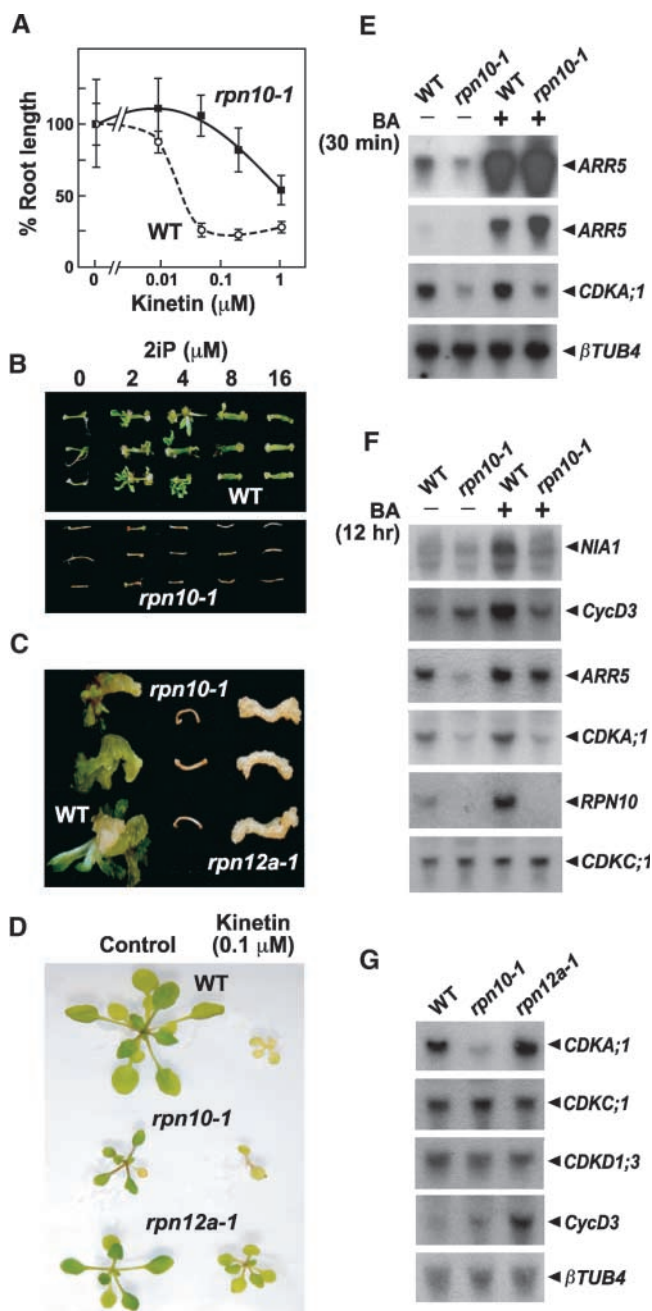 A
rpn10-1
WT
% Root length
100
50
0
0
0.01
0.1
1
Kinetin (μM)
B
2iP (μM)
0 2 4 8 16
WT
rpn10-1
C
rpn10-1
WT
rpn12a-1
D
Control
Kinetin
(0.1 μM)
WT
rpn10-1
rpn12a-1
E
WT rpn10-1 WT rpn10-1
BA − − + +
(30 min)
ARR5
ARR5
CDKA;1
βTUB4
F
WT rpn10-1 WT rpn10-1
BA − − + +
(12 hr)
NIA1
CycD3
ARR5
CDKA;1
RPN10
CDKC;1
G
WT rpn10-1 rpn12a-1
CDKA;1
CDKC;1
CDKD1;3
CycD3
βTUB4